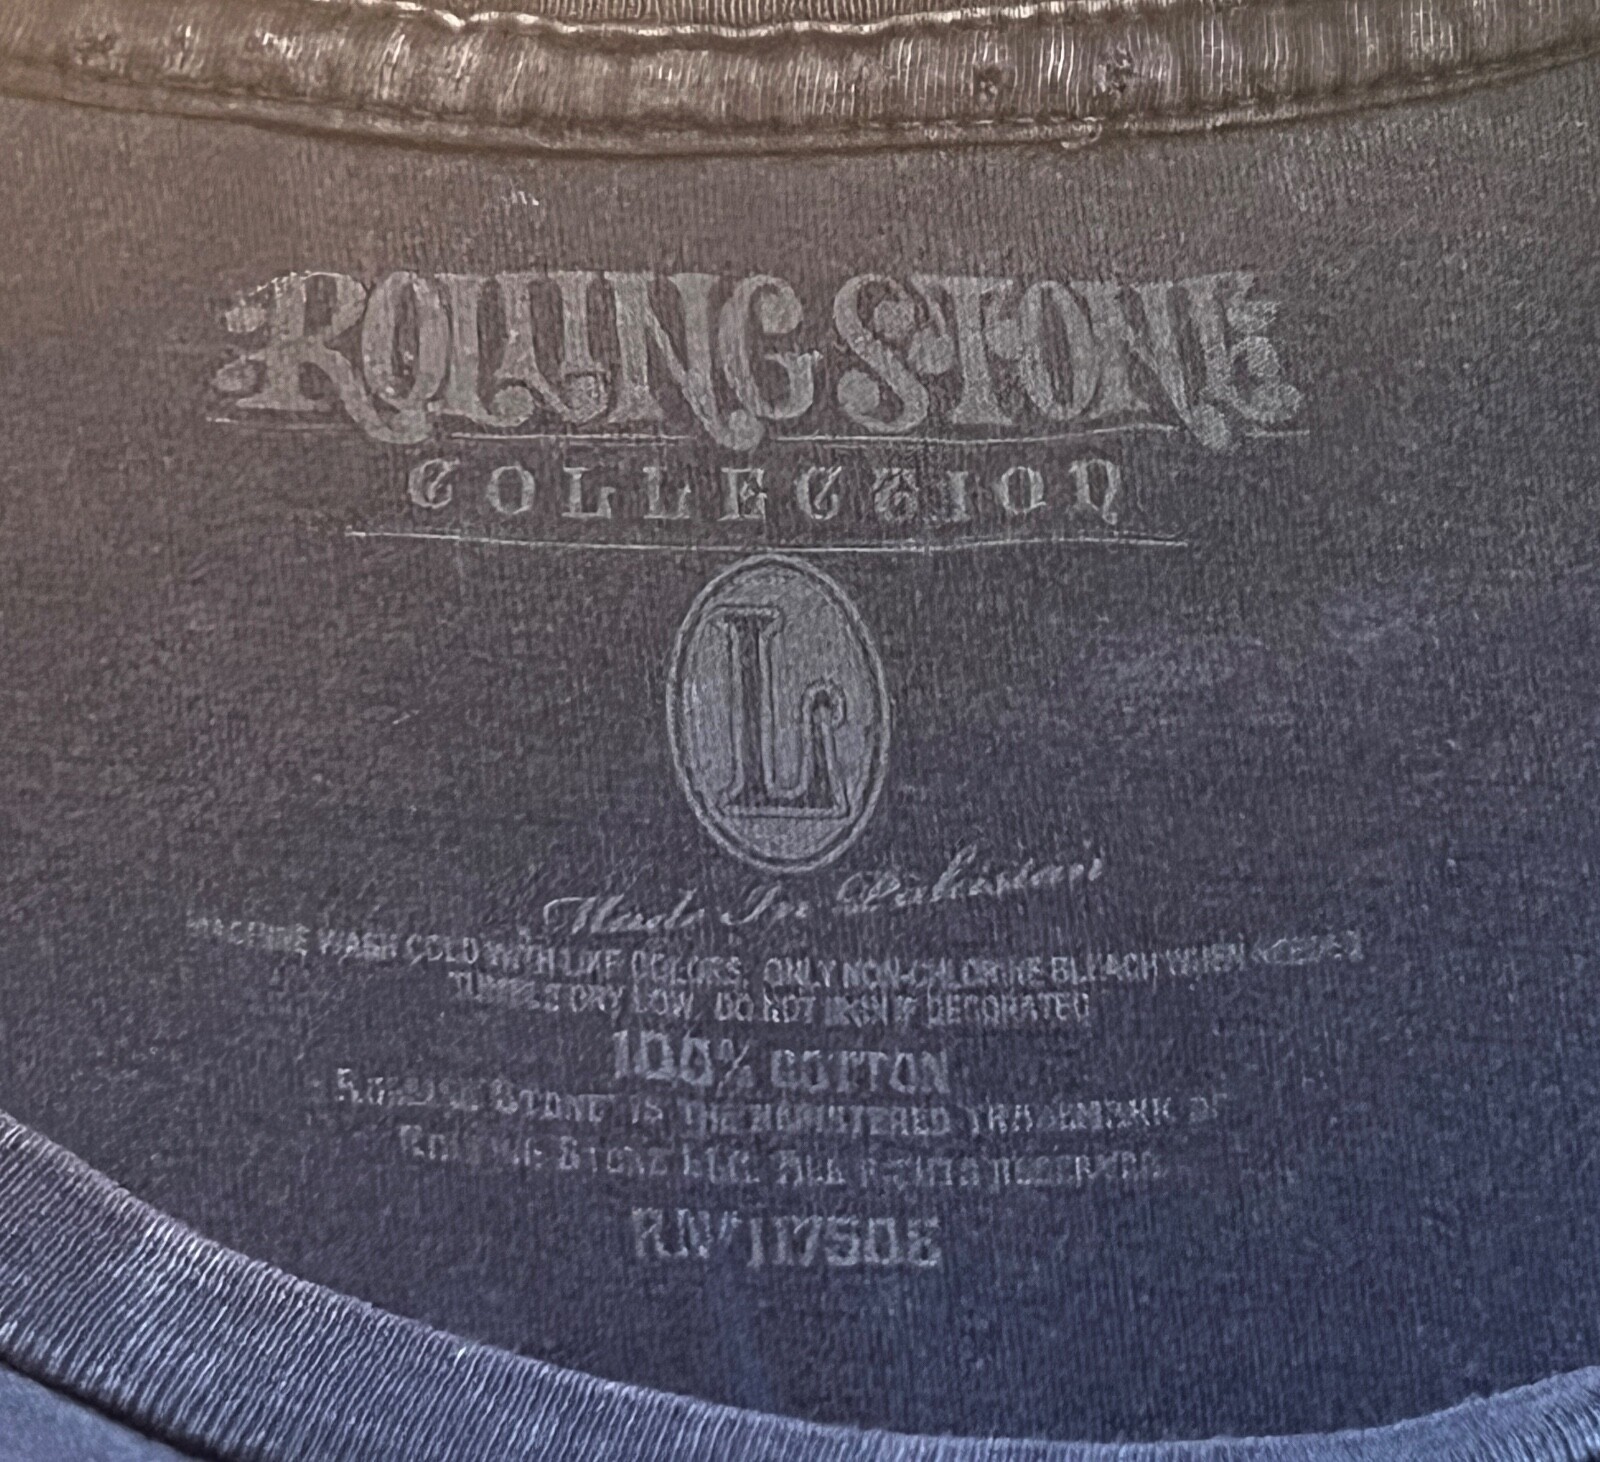 ROLLING STONE
COLLECTION
L
Made In Pakistan
MACHINE WASH COLD WITH LIKE COLORS. ONLY NON-CHLORINE BLEACH WHEN NEEDED
TUMBLE DRY LOW. DO NOT IRON IF DECORATED
100% COTTON
ROLLING STONE IS THE REGISTERED TRADEMARK OF
ROLLING STONE LLC. ALL RIGHTS RESERVED.